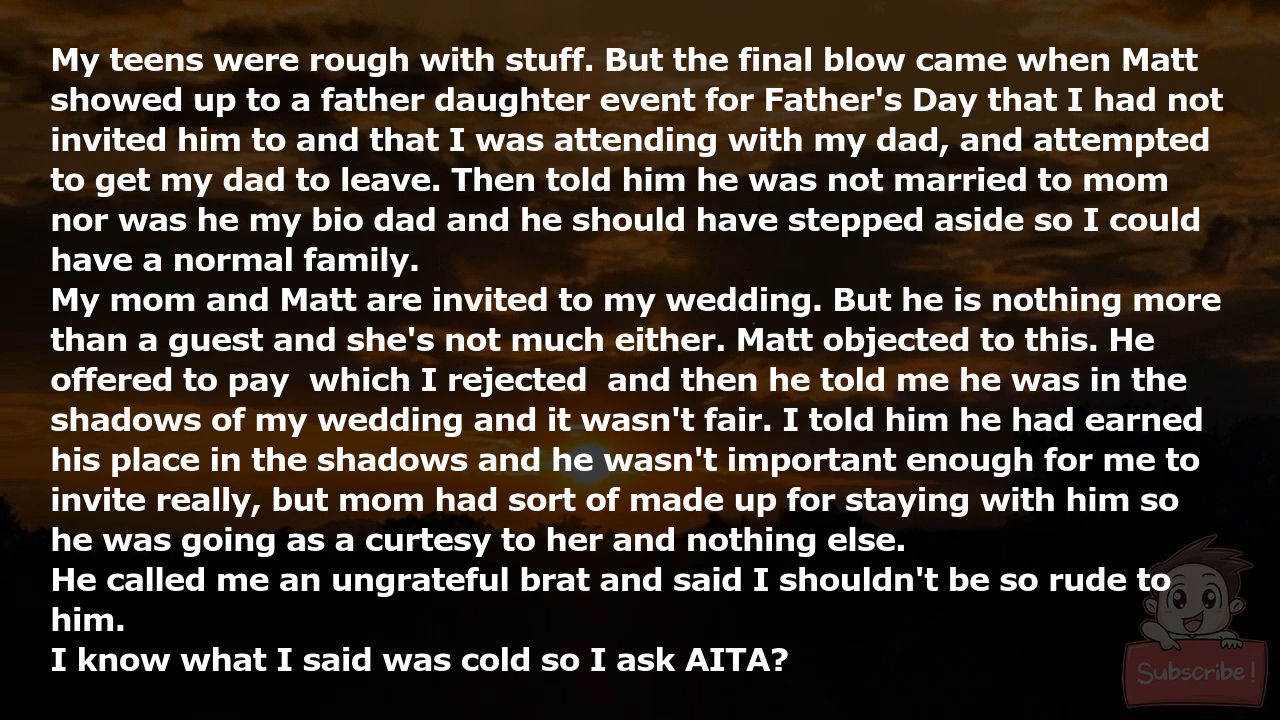 My teens were rough with stuff. But the final blow came when Matt
showed up to a father daughter event for Father's Day that I had not
invited him to and that I was attending with my dad, and attempted
to get my dad to leave. Then told him he was not married to mom
nor was he my bio dad and he should have stepped aside so I could
have a normal family.
My mom and Matt are invited to my wedding. But he is nothing more
than a guest and she's not much either. Matt objected to this. He
offered to pay  which I rejected  and then he told me he was in the
shadows of my wedding and it wasn't fair. I told him he had earned
his place in the shadows and he wasn't important enough for me to
invite really, but mom had sort of made up for staying with him so
he was going as a curtesy to her and nothing else.
He called me an ungrateful brat and said I shouldn't be so rude to
him.
I know what I said was cold so I ask AITA?
Subscribe!